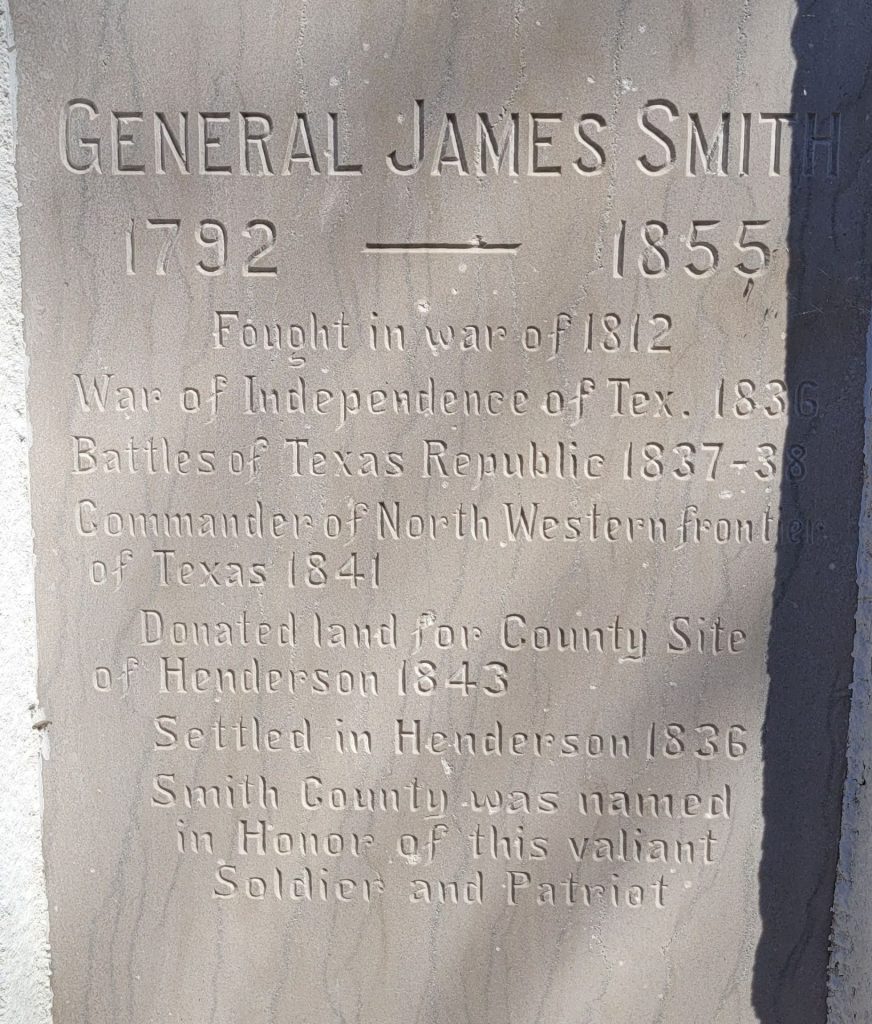 GENERAL JAMES SMITH
1792 — 1855
Fought in war of 1812
War of Independence of Tex. 1836
Battles of Texas Republic 1837-38
Commander of North Western frontier
of Texas 1841
Donated land for County Site
of Henderson 1843
Settled in Henderson 1836
Smith County was named
in Honor of this valiant
Soldier and Patriot